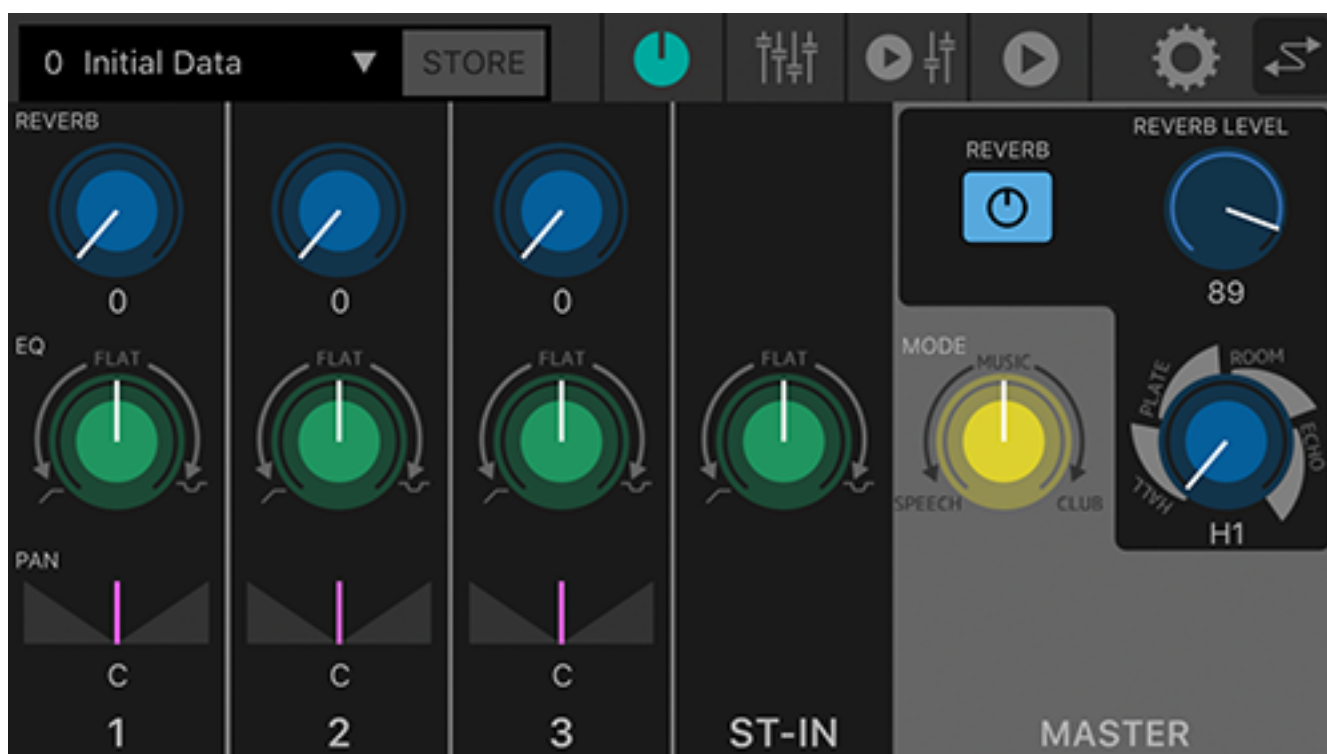 0 Initial Data ▼ STORE
REVERB
0
0
0
REVERB
REVERB LEVEL
89
EQ
FLAT
FLAT
FLAT
FLAT
MODE
MUSIC
SPEECH
CLUB
PLATE
ROOM
ECHO
HALL
H1
PAN
C
C
C
1
2
3
ST-IN
MASTER